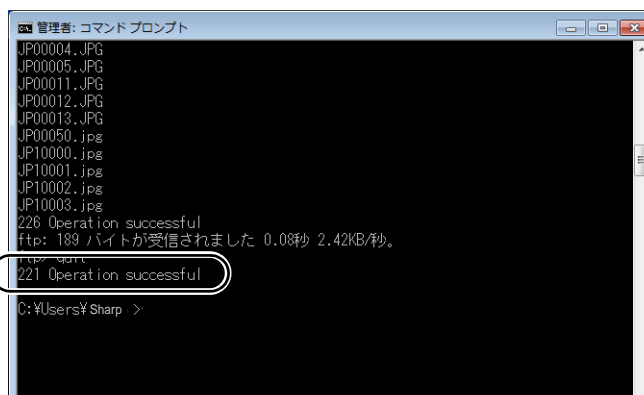 管理者: コマンド プロンプト
JP00004.JPG
JP00005.JPG
JP00011.JPG
JP00012.JPG
JP00013.JPG
JP00050.jpg
JP10000.jpg
JP10001.jpg
JP10002.jpg
JP10003.jpg
226 Operation successful
ftp: 189 バイトが受信されました 0.08秒 2.42KB/秒。
ftp> quit
221 Operation successful
C:¥Users¥Sharp >